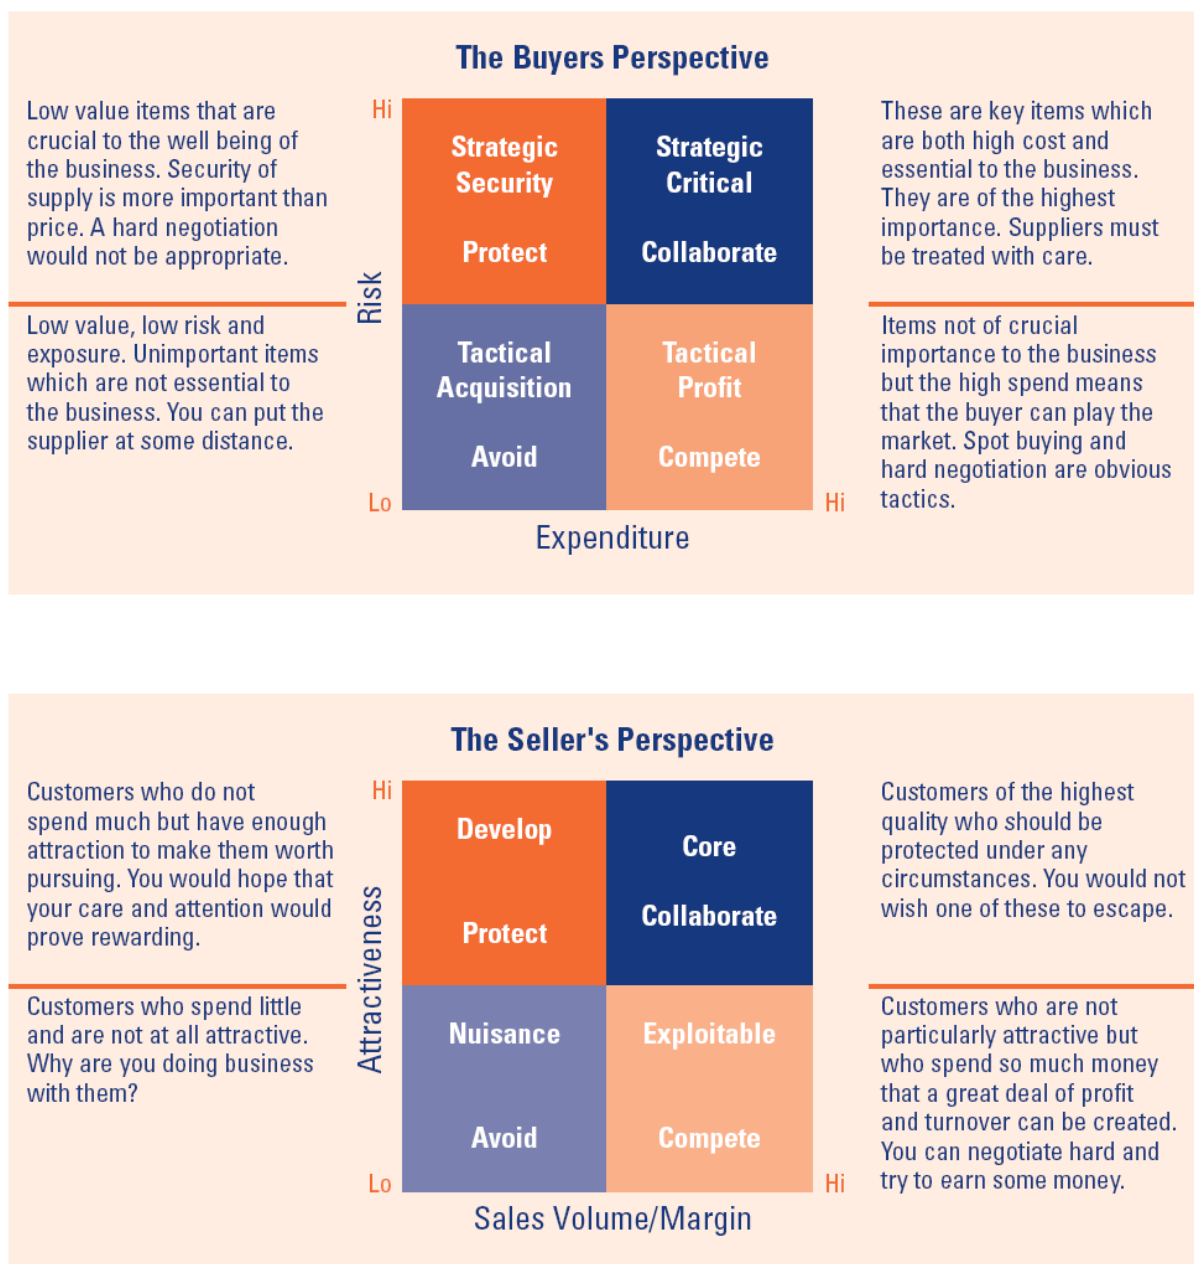 The Buyers Perspective
Low value items that are
crucial to the well being of
the business. Security of
supply is more important than
price. A hard negotiation
would not be appropriate.
Low value, low risk and
exposure. Unimportant items
which are not essential to
the business. You can put the
supplier at some distance.
Hi
Risk
Lo
Strategic
Security
Protect
Strategic
Critical
Collaborate
Tactical
Acquisition
Avoid
Tactical
Profit
Compete
Hi
Expenditure
These are key items which
are both high cost and
essential to the business.
They are of the highest
importance. Suppliers must
be treated with care.
Items not of crucial
importance to the business
but the high spend means
that the buyer can play the
market. Spot buying and
hard negotiation are obvious
tactics.
The Seller's Perspective
Customers who do not
spend much but have enough
attraction to make them worth
pursuing. You would hope that
your care and attention would
prove rewarding.
Customers who spend little
and are not at all attractive.
Why are you doing business
with them?
Hi
Attractiveness
Lo
Develop
Protect
Core
Collaborate
Nuisance
Avoid
Exploitable
Compete
Hi
Sales Volume/Margin
Customers of the highest
quality who should be
protected under any
circumstances. You would not
wish one of these to escape.
Customers who are not
particularly attractive but
who spend so much money
that a great deal of profit
and turnover can be created.
You can negotiate hard and
try to earn some money.